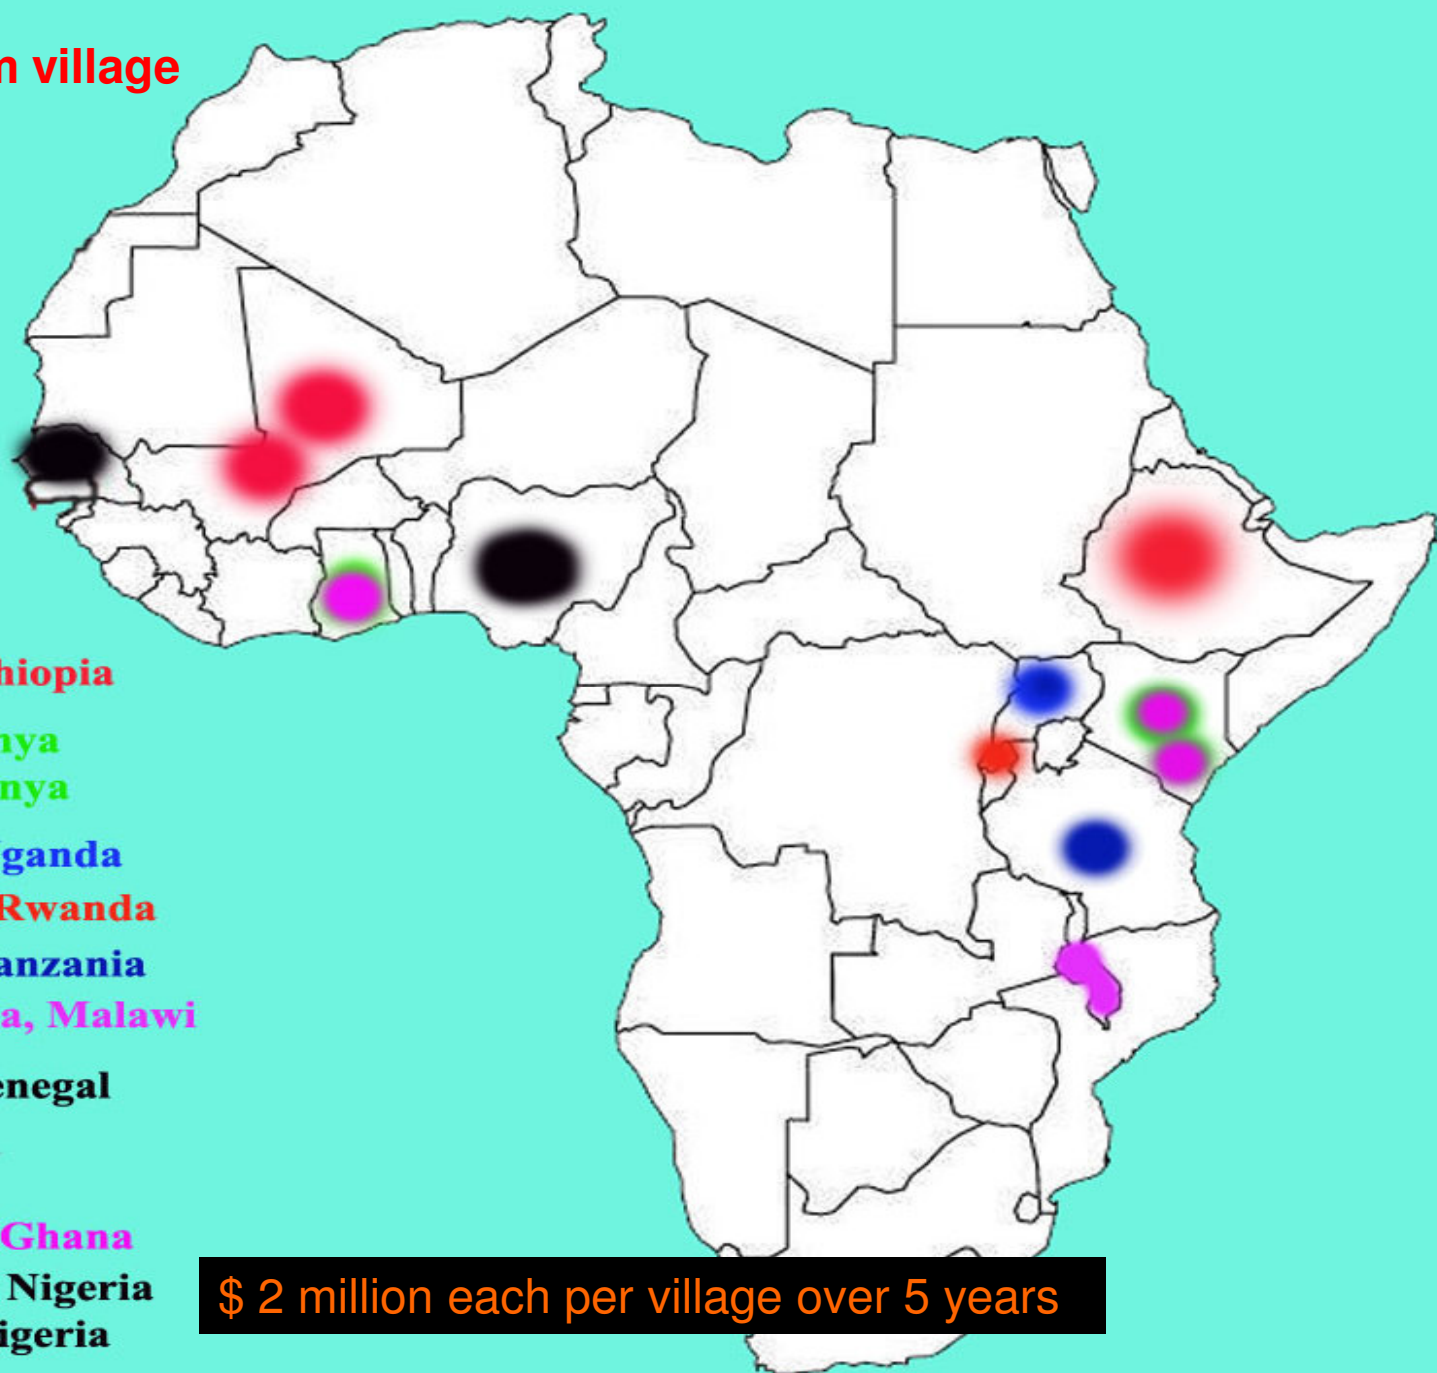 m village
hiopia
nya
nya
ganda
Rwanda
anzania
a, Malawi
enegal
Ghana
Nigeria
igeria
$ 2 million each per village over 5 years